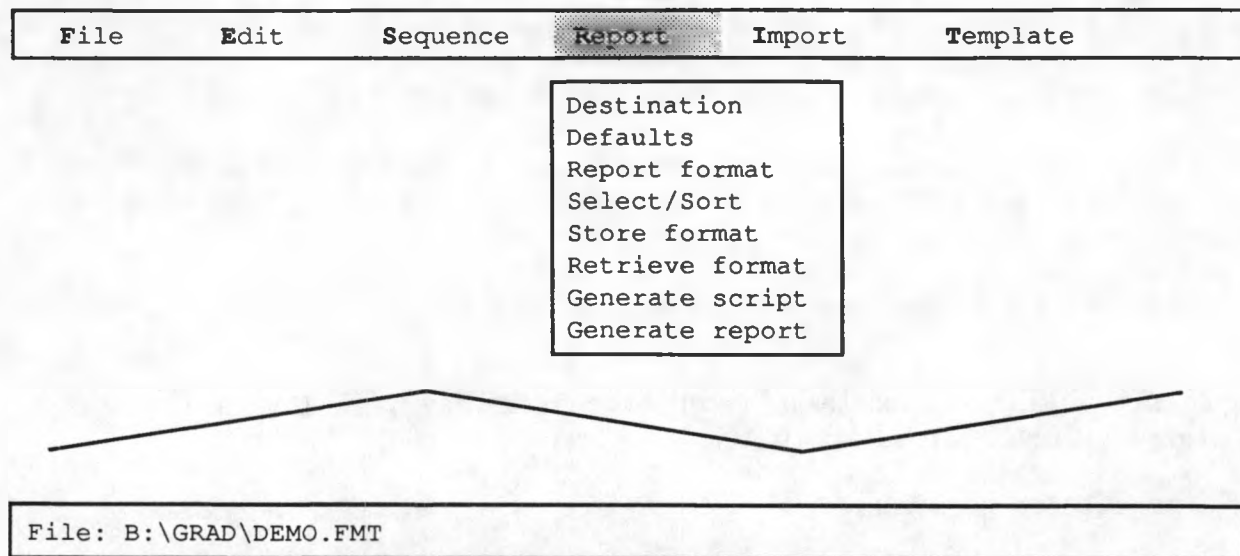 File Edit Sequence Report Import Template
Destination
Defaults
Report format
Select/Sort
Store format
Retrieve format
Generate script
Generate report
File: B:\GRAD\DEMO.FMT